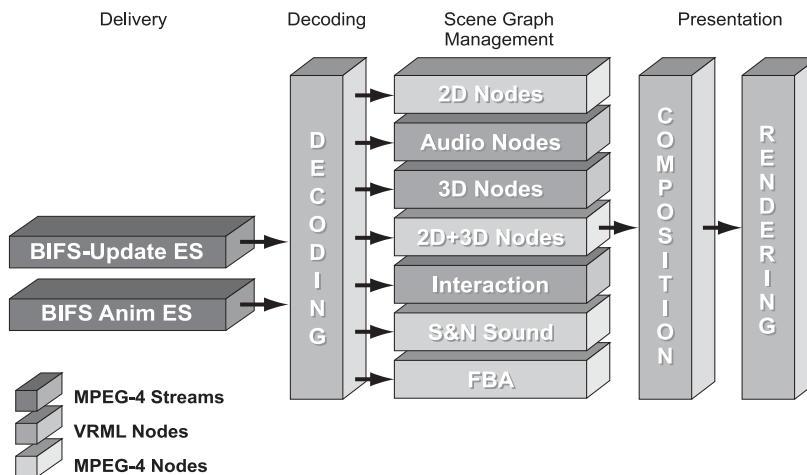 Delivery
Decoding
Scene Graph
Management
Presentation
DECODING
2D Nodes
Audio Nodes
3D Nodes
2D+3D Nodes
Interaction
S&N Sound
FBA
COMPOSITION
RENDERING
BIFS-Update ES
BIFS Anim ES
MPEG-4 Streams
VRML Nodes
MPEG-4 Nodes